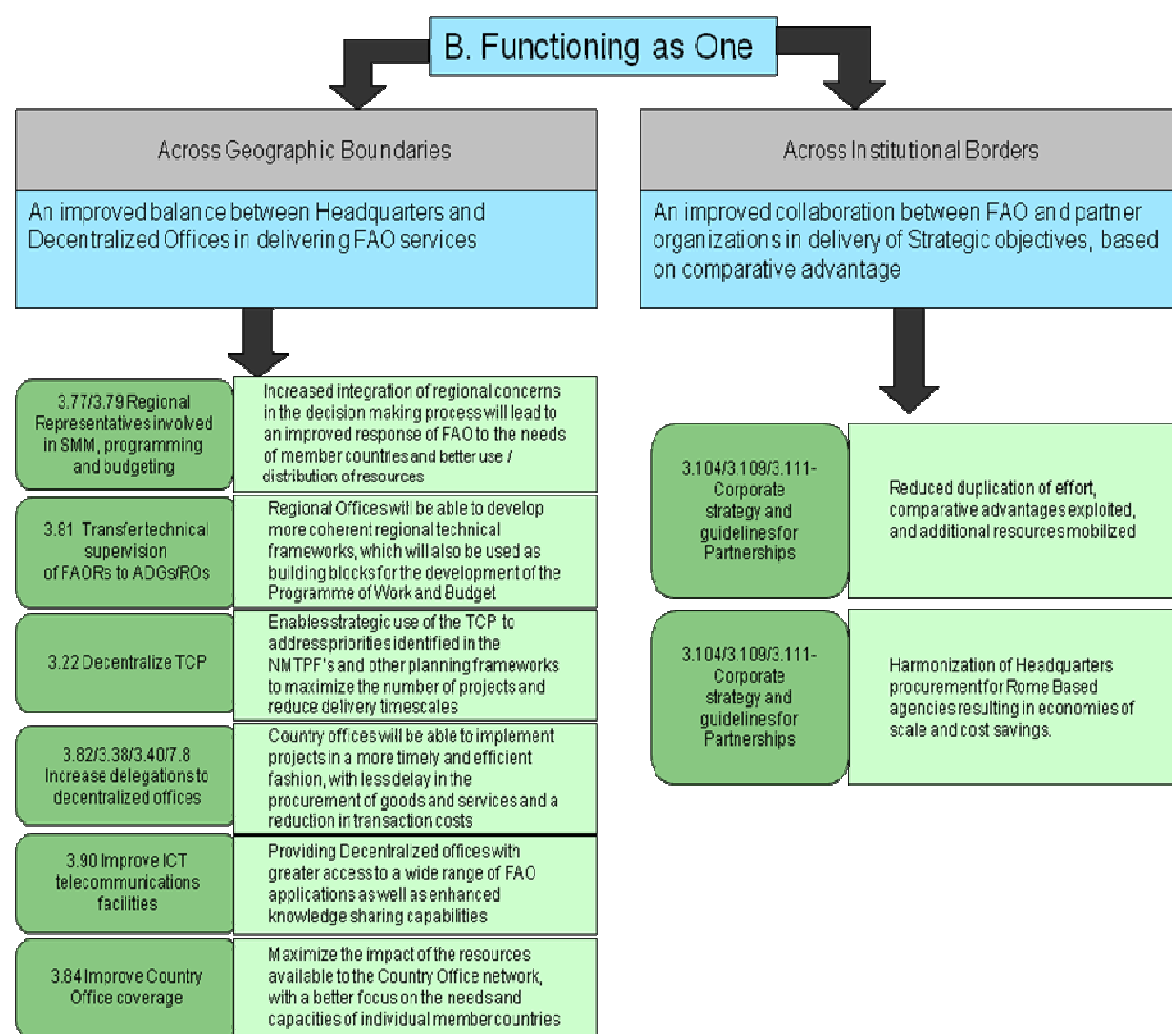 B. Functioning as One
Across Geographic Boundaries
An improved balance between Headquarters and
Decentralized Offices in delivering FAO services
3.77/3.79 Regional
Representatives involved
in SMM, programming
and budgeting
Increased integration of regional concerns
in the decision making process will lead to
an improved response of FAO to the needs
of member countries and better use /
distribution of resources
3.81 Transfer technical
supervision
of FAORs to ADGs/ROs
Regional Offices will be able to develop
more coherent regional technical
frameworks, which will also be used as
building blocks for the development of the
Programme of Work and Budget
3.22 Decentralize TCP
Enables strategic use of the TCP to
address priorities identified in the
NMTPF's and other planning frameworks
to maximize the number of projects and
reduce delivery timescales
3.82/3.38/3.40/7.8
Increase delegations to
decentralized offices
Country offices will be able to implement
projects in a more timely and efficient
fashion, with less delay in the
procurement of goods and services and a
reduction in transaction costs
3.90 Improve ICT
telecommunications
facilities
Providing Decentralized offices with
greater access to a wide range of FAO
applications as well as enhanced
knowledge sharing capabilities
3.84 Improve Country
Office coverage
Maximize the impact of the resources
available to the Country Office network,
with a better focus on the needs and
capacities of individual member countries
Across Institutional Borders
An improved collaboration between FAO and partner
organizations in delivery of Strategic objectives, based
on comparative advantage
3.104/3.109/3.111-
Corporate
strategy and
guidelines for
Partnerships
Reduced duplication of effort,
comparative advantages exploited,
and additional resources mobilized
3.104/3.109/3.111-
Corporate
strategy and
guidelines for
Partnerships
Harmonization of Headquarters
procurement for Rome Based
agencies resulting in economies of
scale and cost savings.